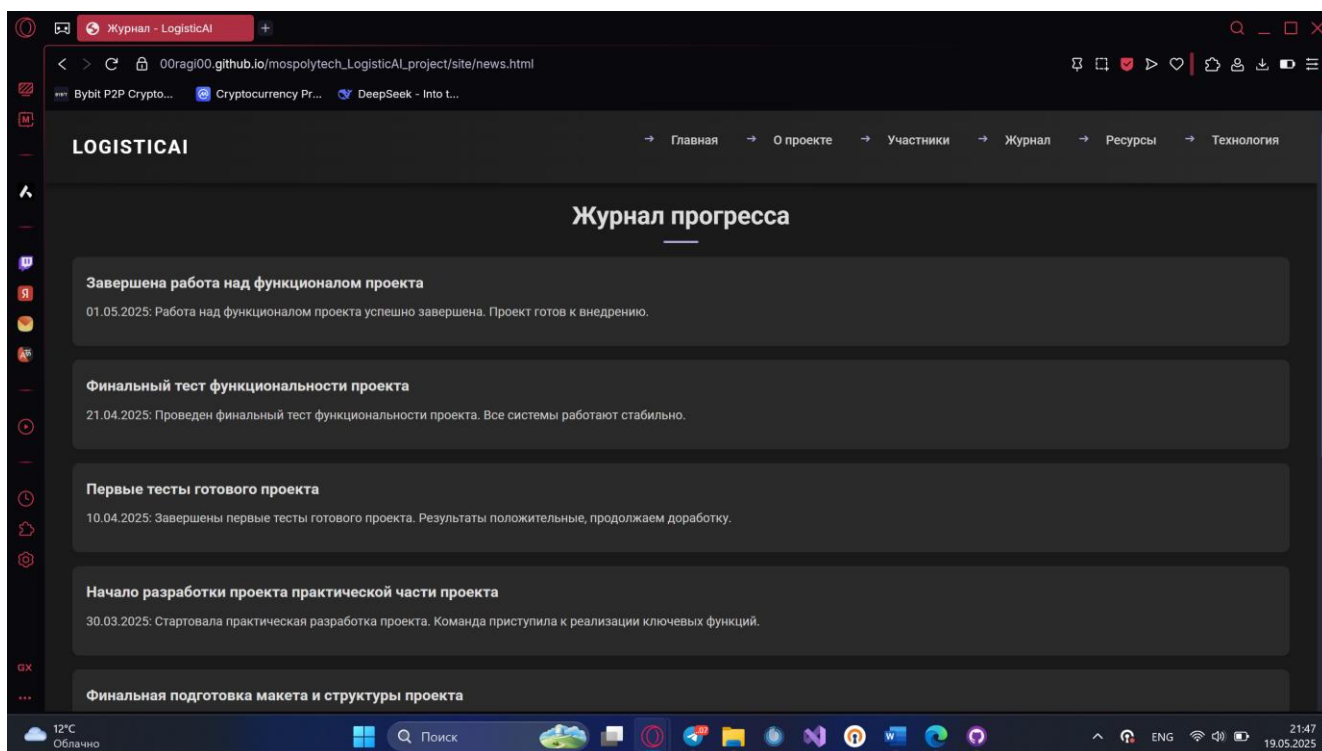 Журнал - LogisticAI
00ragi00.github.io/mospolytech_LogisticAI_project/site/news.html
Bybit P2P Crypto... Cryptocurrency Pr... DeepSeek - Into t...
LOGISTICAI
→ Главная → О проекте → Участники → Журнал → Ресурсы → Технология
Журнал прогресса
Завершена работа над функционалом проекта
01.05.2025: Работа над функционалом проекта успешно завершена. Проект готов к внедрению.
Финальный тест функциональности проекта
21.04.2025: Проведен финальный тест функциональности проекта. Все системы работают стабильно.
Первые тесты готового проекта
10.04.2025: Завершены первые тесты готового проекта. Результаты положительные, продолжаем доработку.
Начало разработки проекта практической части проекта
30.03.2025: Стартовала практическая разработка проекта. Команда приступила к реализации ключевых функций.
Финальная подготовка макета и структуры проекта
GX
12°C
Облачно
Поиск
ENG
21:47
19.05.2025